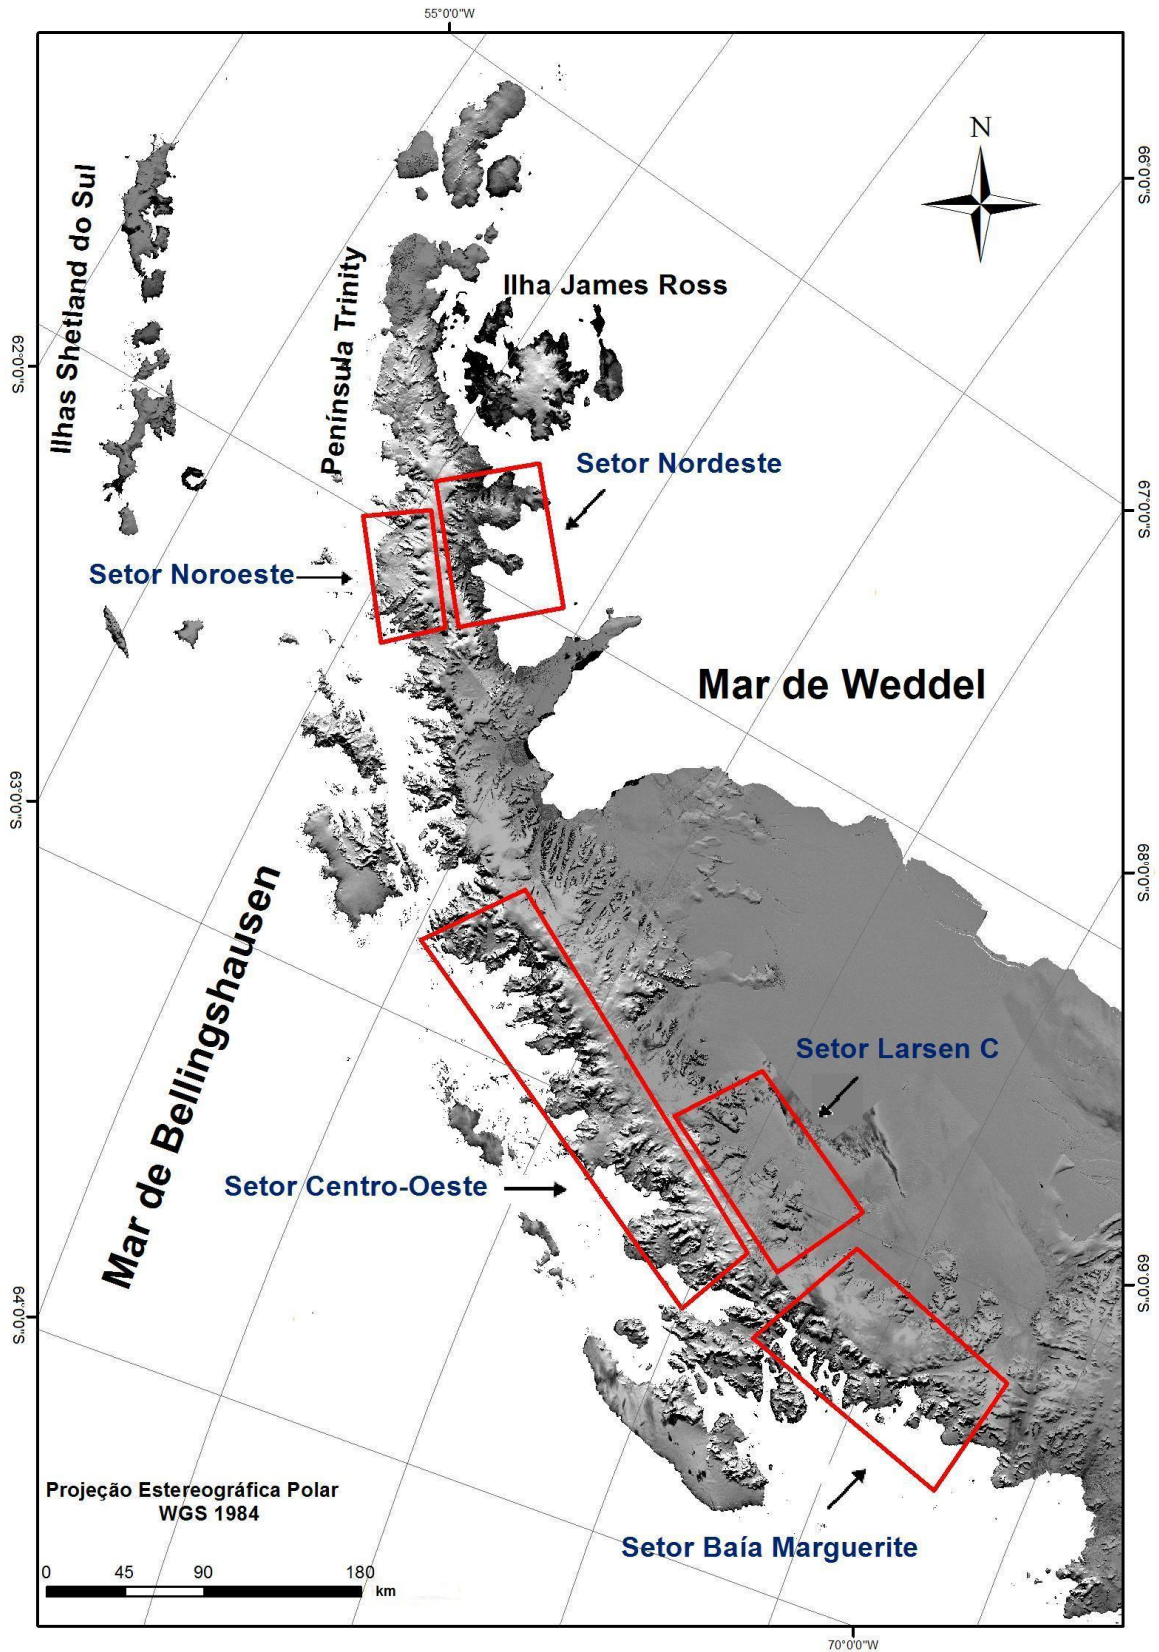 55°0'0"W
N
66°0'0"S
Ilhas Shetland do Sul
Península Trinity
Ilha James Ross
62°0'0"S
Setor Nordeste
67°0'0"S
Setor Noroeste
Mar de Weddel
63°0'0"S
68°0'0"S
Mar de Bellingshausen
Setor Larsen C
Setor Centro-Oeste
69°0'0"S
64°0'0"S
Projeção Estereográfica Polar
WGS 1984
Setor Baía Marguerite
0 45 90 180
km
70°0'0"W